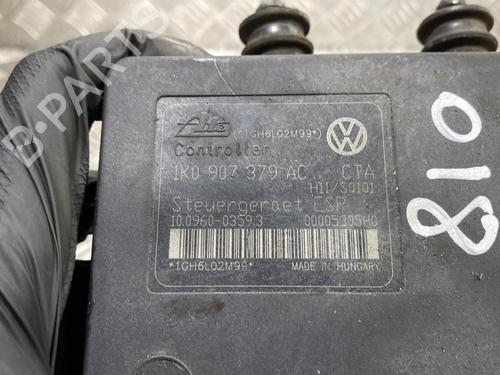 Ate (*1GH6L02M99*)
Controller
1K0 907 379 AC CTA
H11/S0101
Steuergeraet ESP
10.0960-0359.3 00005305H0
*1GH6L02M99* MADE IN HUNGARY
810